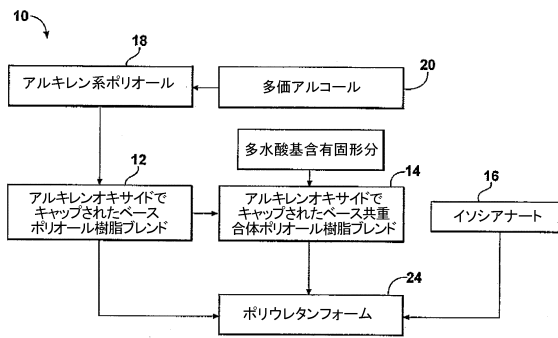 10
18
アルキレン系ポリオール
20
多価アルコール
多水酸基含有固形分
12
アルキレンオキサイドで
キャップされたベース
ポリオール樹脂ブレンド
14
アルキレンオキサイドで
キャップされたベース共重
合体ポリオール樹脂ブレンド
16
イソシアナート
24
ポリウレタンフォーム